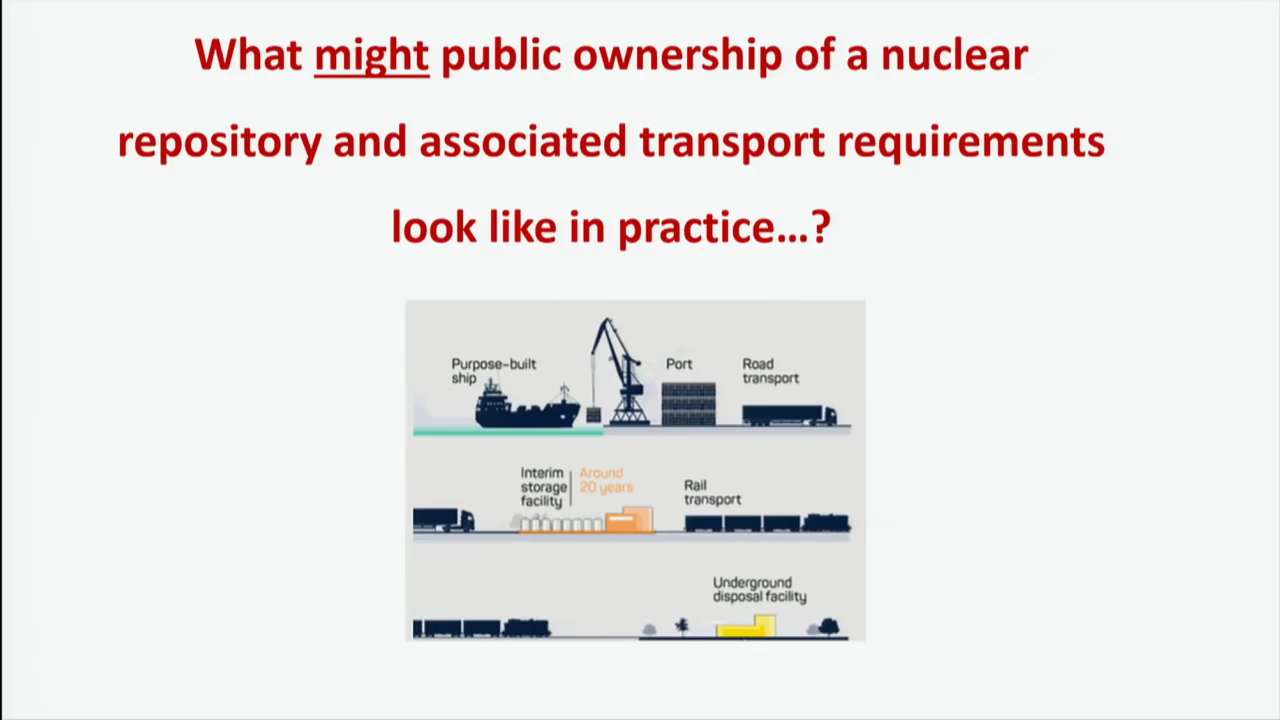 What might public ownership of a nuclear
repository and associated transport requirements
look like in practice...?
Purpose-built
ship
Port
Road
transport
Interim
storage
facility
Around
20 years
Rail
transport
Underground
disposal facility